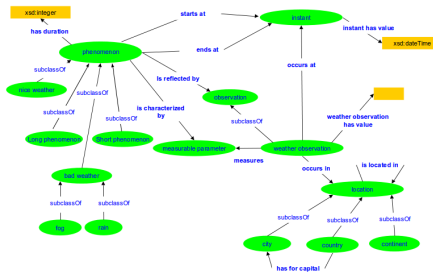 xsd:integer
starts at
instant
has duration
instant has value
phenomenon
ends at
xsd:dateTime
subclassOf
Is reflected by
occurs at
nice weather
subclassOf
subclassOf
observation
is characterized
by
subclassOf
subclassOf
weather observation
has value
Long phenomenon
Short phenomenon
measurable parameter
weather observation
measures
is located in
bad weather
occurs in
location
subclassOf
subclassOf
subclassOf
subclassOf
subclassOf
fog
rain
city
country
continent
has for capital